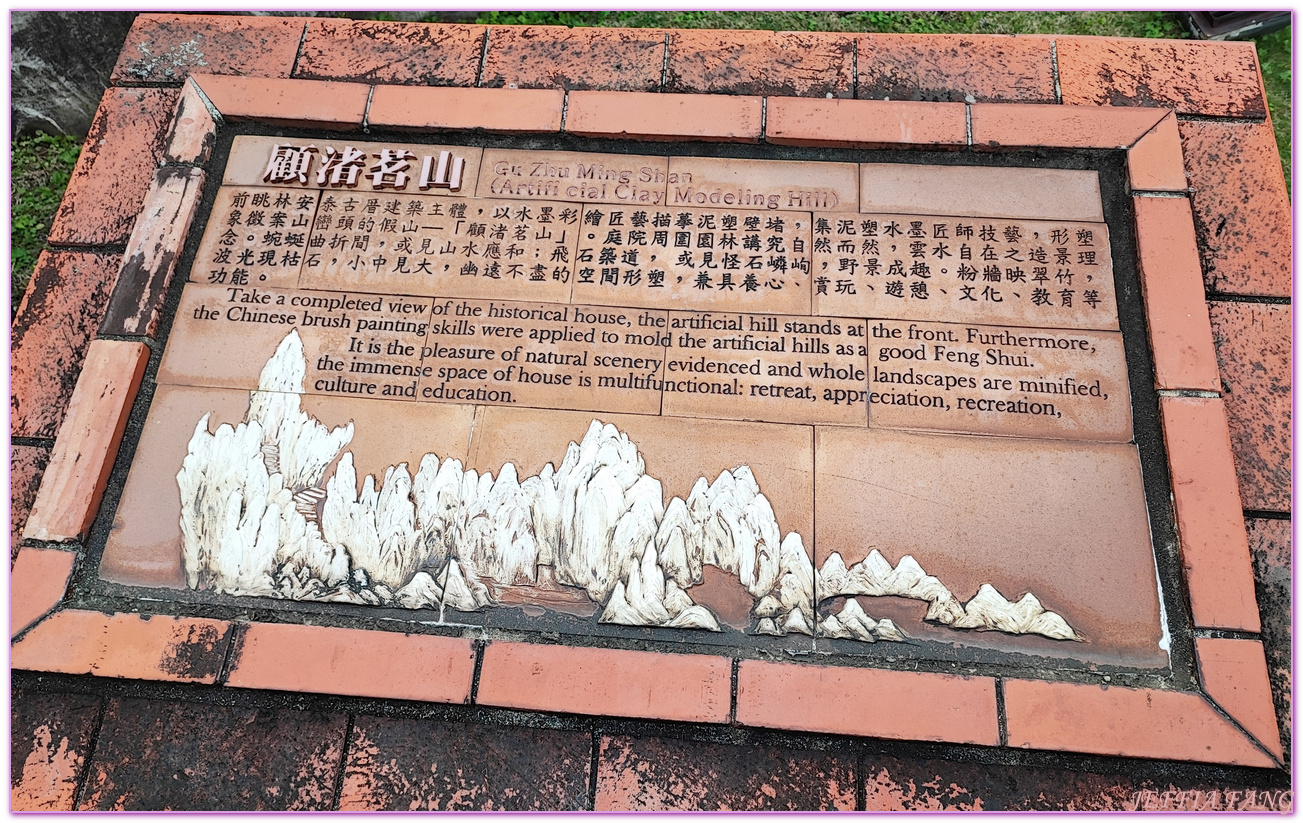 顧渚茗山
Gu Zhu Ming Shan
(Artifi cial Clay Modeling Hill)
前眺林安泰古厝建築主體，以水墨彩繪匠藝描摹泥塑壁堵，集泥塑水墨匠師技藝，形塑
象徵案山巒頭的假山—「顧渚茗山」。庭院周圍園林講究自然而然，雲水自在之造景理
念。蜿蜒曲折間，或見山水應和；飛石築道，或見怪石嶙峋，野景成趣。粉牆映翠竹，
波光現枯石，小中見大，幽遠不盡的空間形塑，兼具養心、賞玩、遊憩、文化、教育等
功能。
Take a completed view of the historical house, the artificial hill stands at the front. Furthermore,
the Chinese brush painting skills were applied to mold the artificial hills as a good Feng Shui.
It is the pleasure of natural scenery evidenced and whole landscapes are minified,
the immense space of house is multifunctional: retreat, appreciation, recreation,
culture and education.
JEFFIA FANG